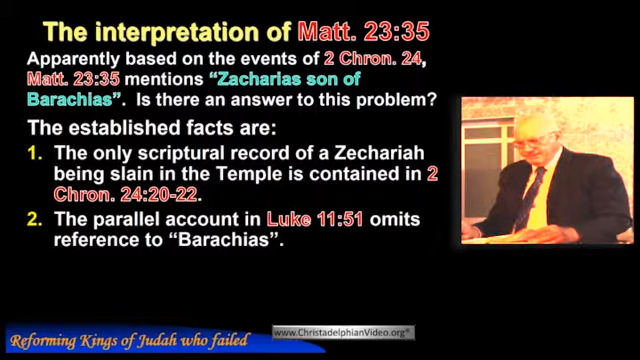 The interpretation of Matt. 23:35
Apparently based on the events of 2 Chron. 24,
Matt. 23:35 mentions “Zacharias son of
Barachias”. Is there an answer to this problem?
The established facts are:
1. The only scriptural record of a Zechariah
being slain in the Temple is contained in 2
Chron. 24:20-22.
2. The parallel account in Luke 11:51 omits
reference to “Barachias”.
Reforming Kings of Judah who failed
www.ChristadelphianVideo.org®